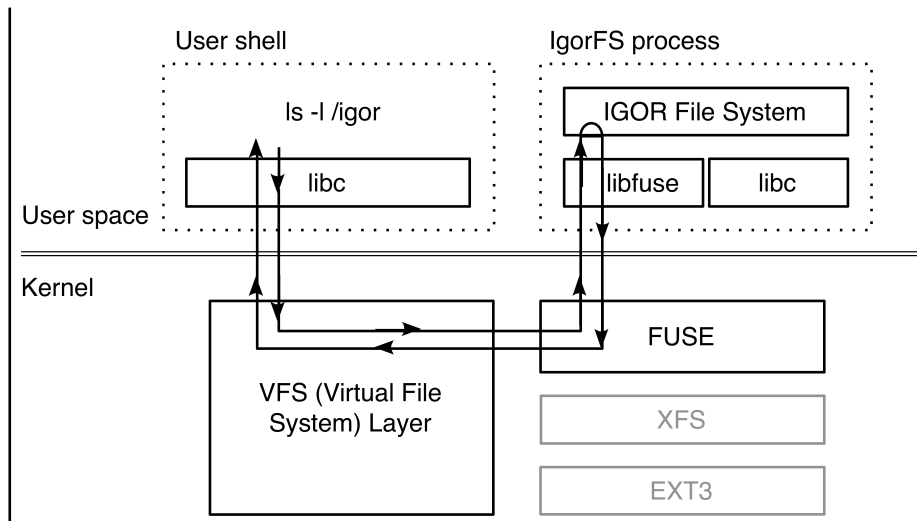 User shell
IgorFS process
ls -l /igor
IGOR File System
libc
libfuse
libc
User space
Kernel
FUSE
VFS (Virtual File
System) Layer
XFS
EXT3